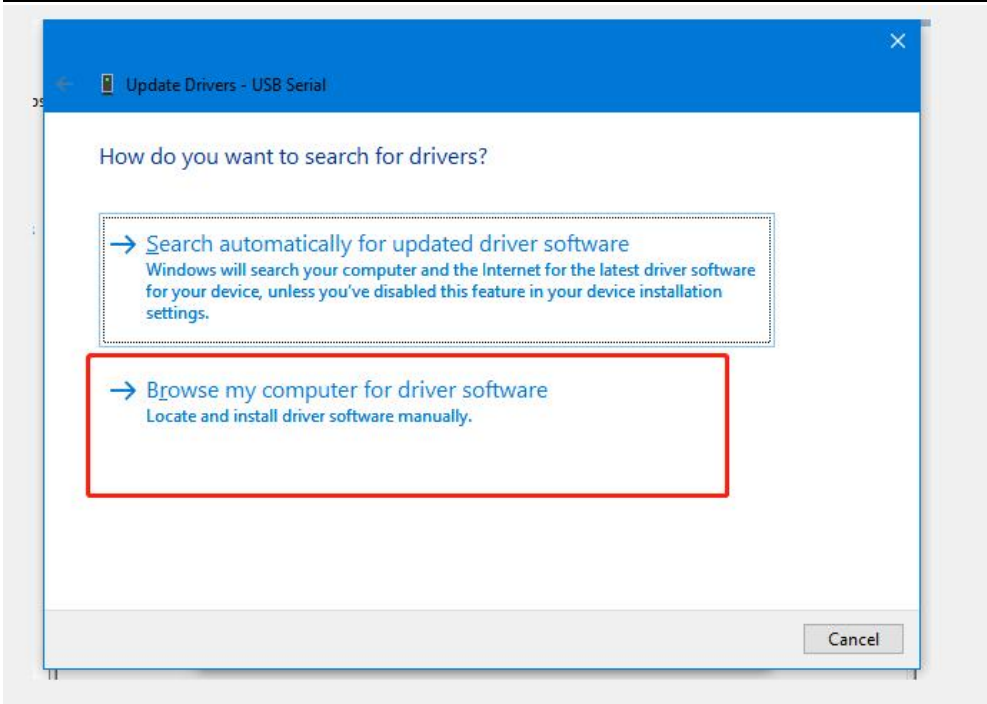 Update Drivers - USB Serial
How do you want to search for drivers?
Search automatically for updated driver software
Windows will search your computer and the Internet for the latest driver software
for your device, unless you've disabled this feature in your device installation
settings.
Browse my computer for driver software
Locate and install driver software manually.
Cancel